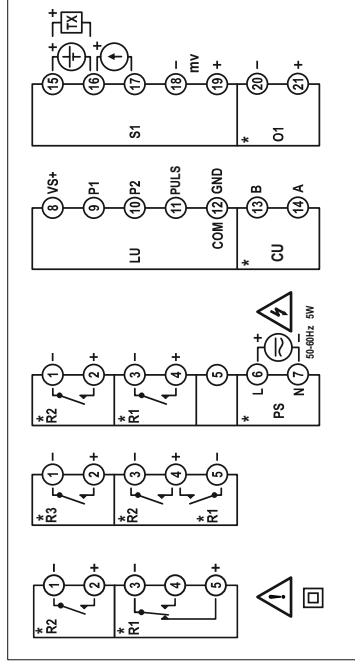 15 + + TX
16 +
17
18 −
mv
19 +
S1
20 −
21 +
* O1
8 VS+
9 P1
10 P2
11 PULS
COM 12 GND
LU
13 B
14 A
* CU
1 −
2 +
* R2
3 −
4 +
* R1
5
L 6 +
N 7 −
* PS
50-60Hz 5W
1 −
2 +
* R3
3 −
4 +
5 −
* R2
R1
1 −
2 +
* R2
3 −
4
5 +
* R1